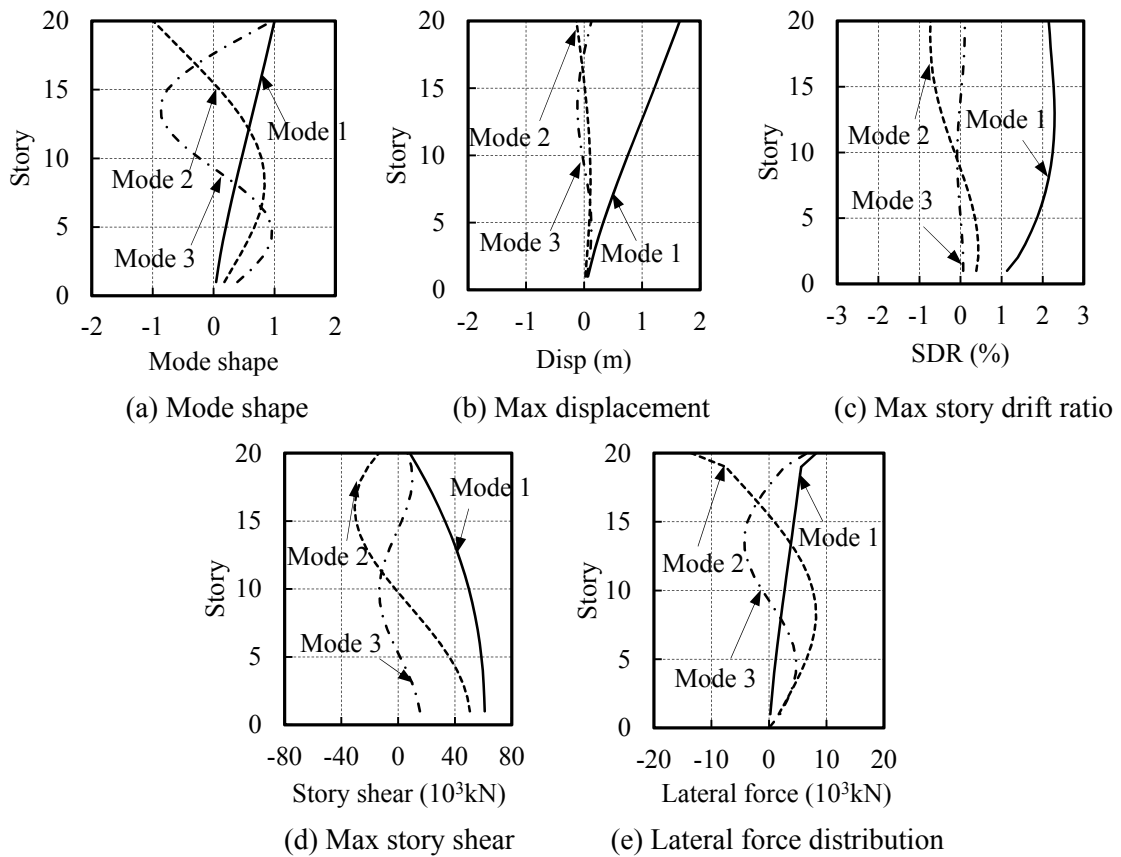 20
15
10
5
0
Story
Mode 1
Mode 2
Mode 3
-2 -1 0 1 2
Mode shape
(a) Mode shape
20
15
10
5
0
Story
Mode 2
Mode 3
Mode 1
-2 -1 0 1 2
Disp (m)
(b) Max displacement
20
15
10
5
0
Story
Mode 2
Mode 1
Mode 3
-3 -2 -1 0 1 2 3
SDR (%)
(c) Max story drift ratio
20
15
10
5
0
Story
Mode 1
Mode 2
Mode 3
-80 -40 0 40 80
Story shear (10³kN)
(d) Max story shear
20
15
10
5
0
Story
Mode 1
Mode 2
Mode 3
-20 -10 0 10 20
Lateral force (10³kN)
(e) Lateral force distribution